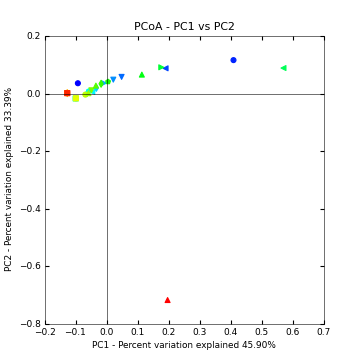 PCoA - PC1 vs PC2
0.2
0.0
−0.2
−0.4
−0.6
−0.8
−0.2 −0.1 0.0 0.1 0.2 0.3 0.4 0.5 0.6 0.7
PC1 - Percent variation explained 45.90%
PC2 - Percent variation explained 33.39%